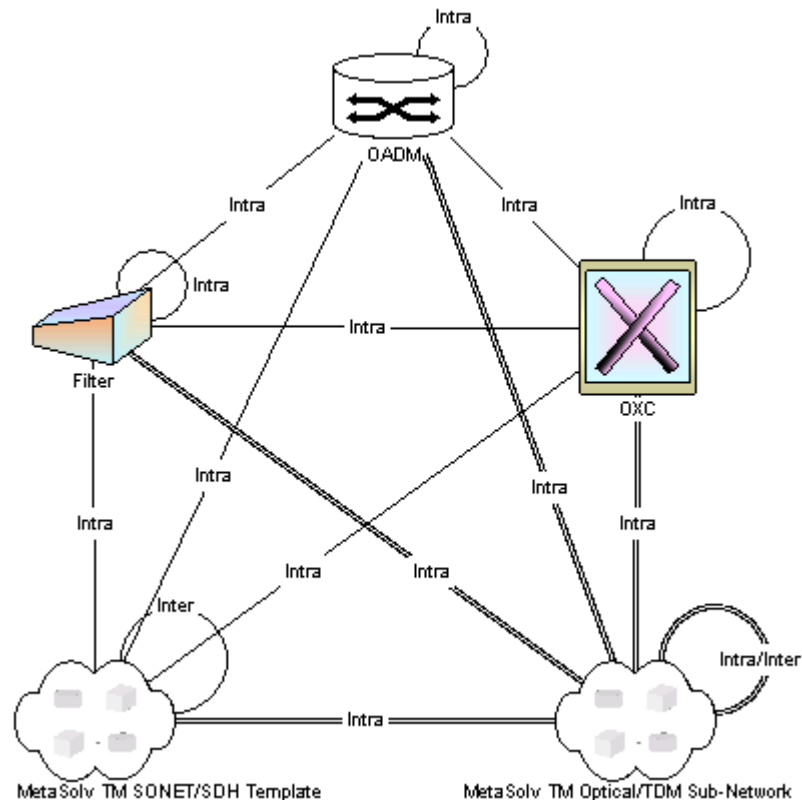 Intra
OADM
Intra
Intra
Intra
Intra
Intra
Filter
OXC
Intra
Intra
Intra
Intra
Intra
Intra
Inter
Intra/Inter
Intra
MetaSolv TM SONET/SDH Template
MetaSolv TM Optical/TDM Sub-Network